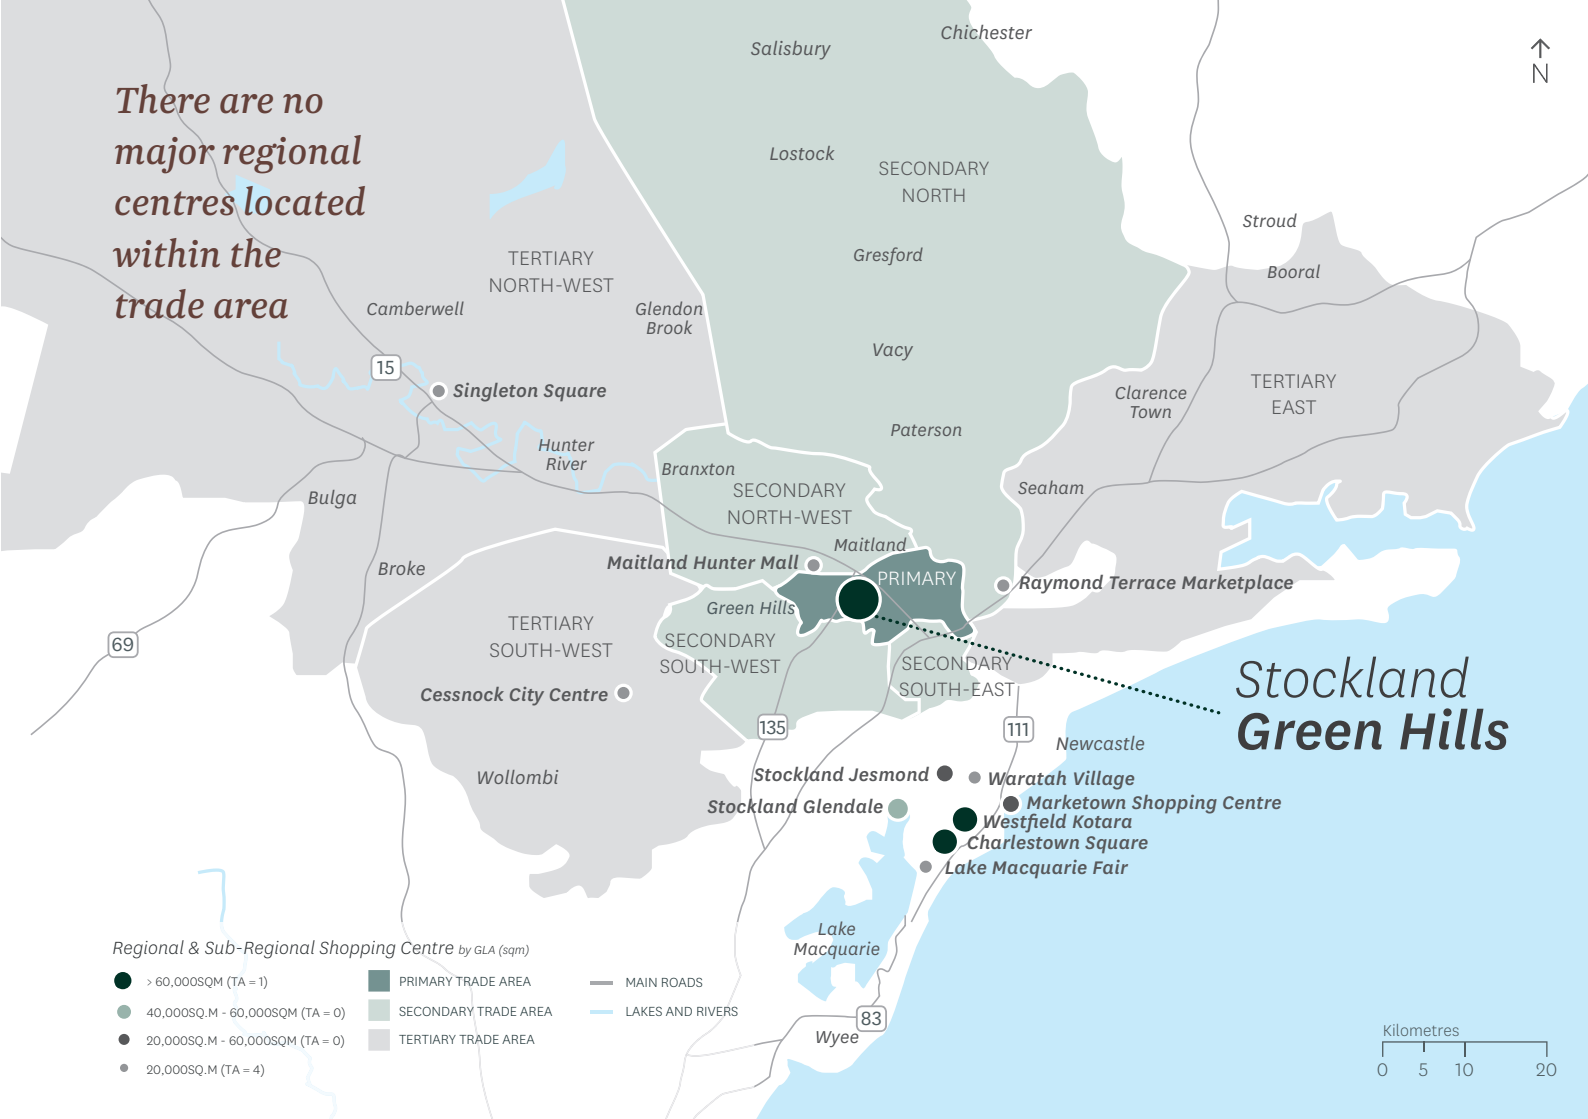 Chichester
Salisbury
N
There are no
major regional
centres located
within the
trade area
Lostock
SECONDARY
NORTH
Stroud
Gresford
TERTIARY
NORTH-WEST
Booral
Camberwell
Glendon
Brook
Vacy
15
Singleton Square
Clarence
Town
TERTIARY
EAST
Paterson
Hunter
River
Branxton
SECONDARY
NORTH-WEST
Seaham
Bulga
Maitland
Broke
Maitland Hunter Mall
PRIMARY
Raymond Terrace Marketplace
Green Hills
TERTIARY
SOUTH-WEST
69
SECONDARY
SOUTH-WEST
SECONDARY
SOUTH-EAST
Cessnock City Centre
Stockland
Green Hills
135
111
Newcastle
Wollombi
Stockland Jesmond
Waratah Village
Stockland Glendale
Marketown Shopping Centre
Westfield Kotara
Charlestown Square
Lake Macquarie Fair
Lake
Macquarie
83
Wyee
Regional & Sub-Regional Shopping Centre by GLA (sqm)
> 60,000SQM (TA = 1)
40,000SQ.M - 60,000SQM (TA = 0)
20,000SQ.M - 60,000SQM (TA = 0)
20,000SQ.M (TA = 4)
PRIMARY TRADE AREA
SECONDARY TRADE AREA
TERTIARY TRADE AREA
MAIN ROADS
LAKES AND RIVERS
Kilometres
0 5 10 20